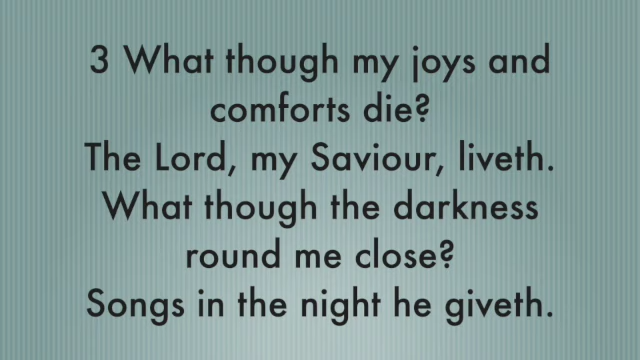 3 What though my joys and
comforts die?
The Lord, my Saviour, liveth.
What though the darkness
round me close?
Songs in the night he giveth.